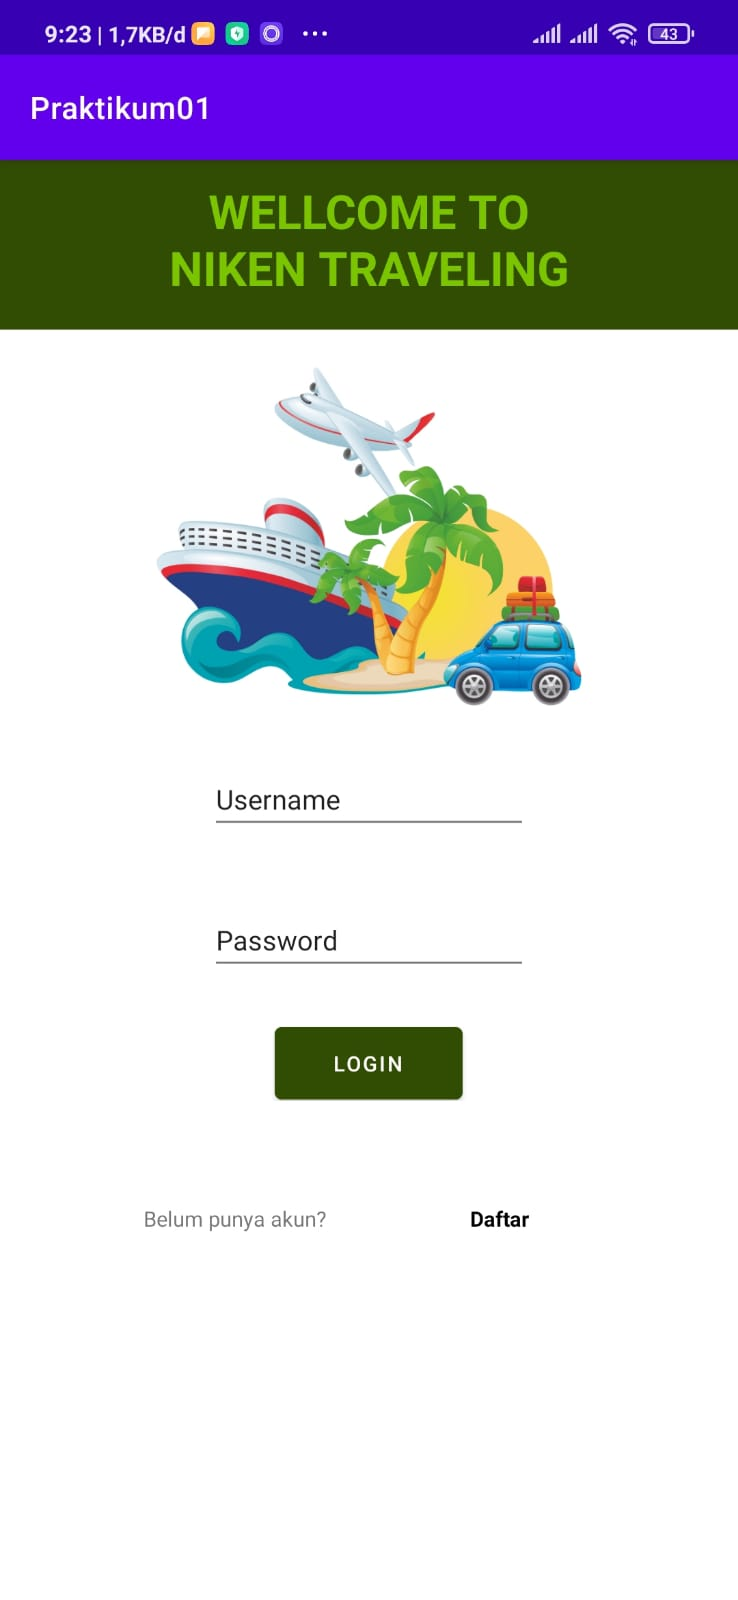 9:23 | 1,7KB/d
43
Praktikum01
WELLCOME TO
NIKEN TRAVELING
Username
Password
LOGIN
Belum punya akun? Daftar